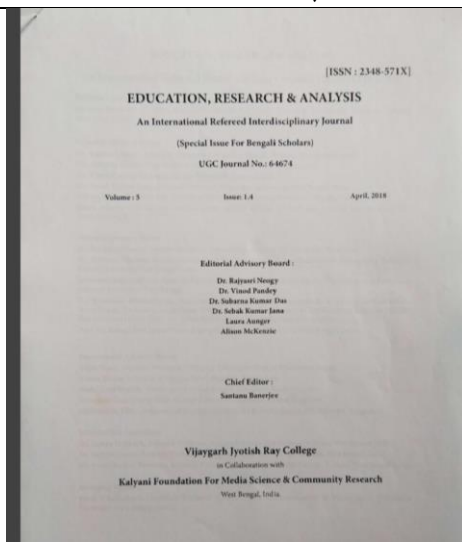 [ISSN : 2348-571X]
EDUCATION, RESEARCH & ANALYSIS
An International Refereed Interdisciplinary Journal
(Special Issue For Bengali Scholars)
UGC Journal No.: 64674
Volume : 5 Issue: 1.4 April, 2018
Editorial Advisory Board :
Dr. Rajyasri Neogy
Dr. Vinod Pandey
Dr. Subarna Kumar Das
Dr. Sebak Kumar Jana
Laura Aunger
Alison McKenzie
Chief Editor :
Santanu Banerjee
Vijaygarh Jyotish Ray College
in Collaboration with
Kalyani Foundation For Media Science & Community Research
West Bengal, India.